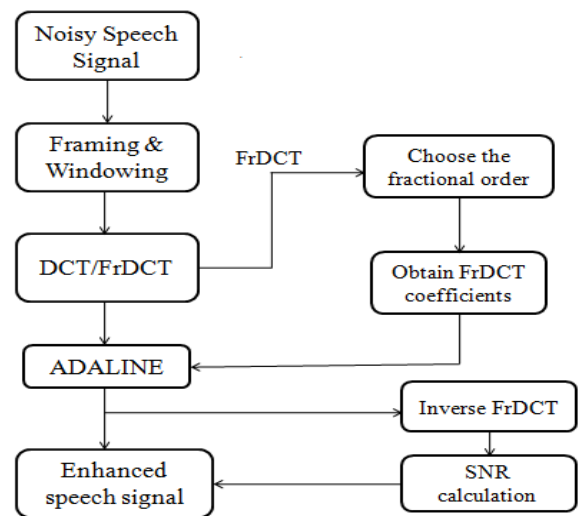 Noisy Speech
Signal
Framing &
Windowing
FrDCT
Choose the
fractional order
DCT/FrDCT
Obtain FrDCT
coefficients
ADALINE
Inverse FrDCT
Enhanced
speech signal
SNR
calculation